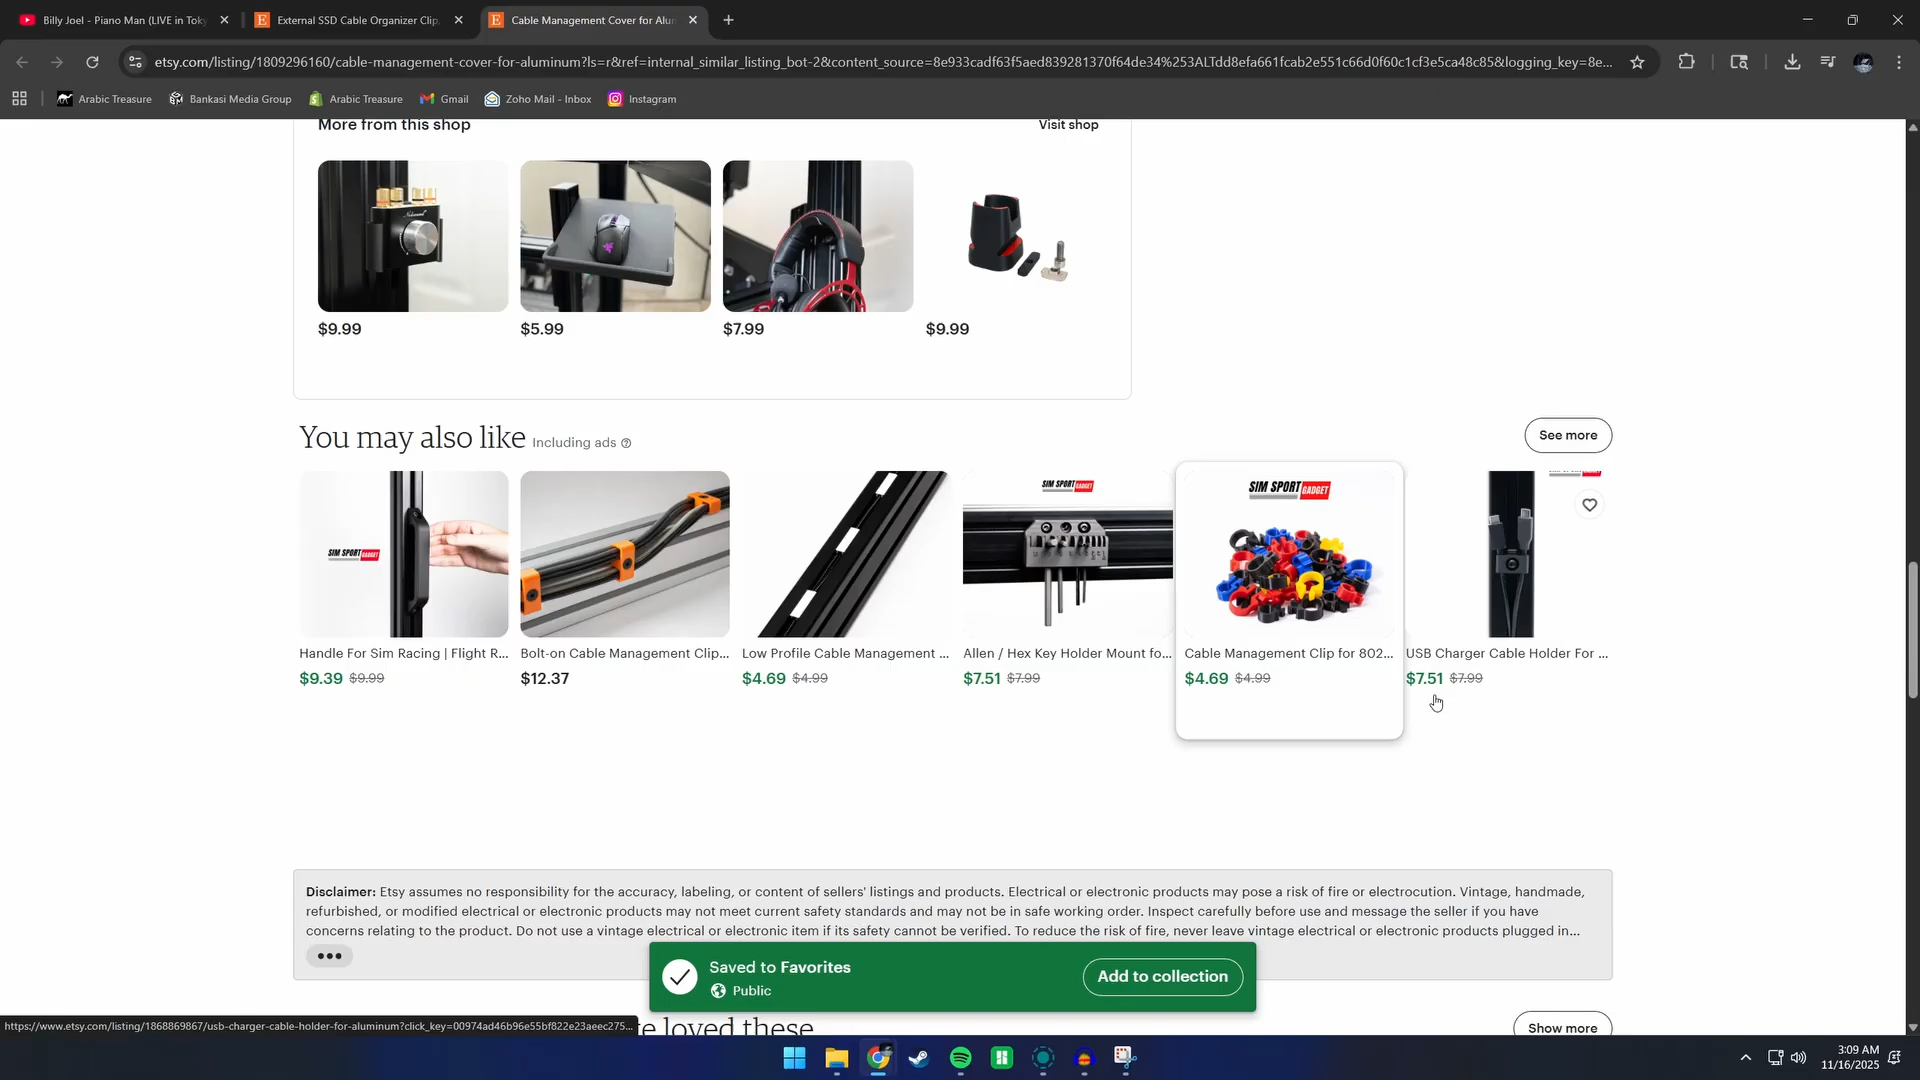 Billy Joel - Piano Man (LIVE in Toky
External SSD Cable Organizer Clip,
Cable Management Cover for Alun
etsy.com/listing/1809296160/cable-management-cover-for-aluminum?ls=r&ref=internal_similar_listing_bot-2&content_source=8e933cadf63f5aed839281370f64de34%253ALTdd8efa661fcab2e551c66d0f60c1cf3e5ca48c85&logging_key=8e...
Arabic Treasure
Bankasi Media Group
Arabic Treasure
Gmail
Zoho Mail - Inbox
Instagram
More from this shop
Visit shop
$9.99
$5.99
$7.99
$9.99
You may also like Including ads
See more
SIM SPORT GADGET
SIM SPORT GADGET
SIM SPORT GADGET
Handle For Sim Racing | Flight R...
Bolt-on Cable Management Clip...
Low Profile Cable Management ...
Allen / Hex Key Holder Mount fo...
Cable Management Clip for 802...
USB Charger Cable Holder For ...
$9.39 $9.99
$12.37
$4.69 $4.99
$7.51 $7.99
$4.69 $4.99
$7.51 $7.99
Disclaimer: Etsy assumes no responsibility for the accuracy, labeling, or content of sellers' listings and products. Electrical or electronic products may pose a risk of fire or electrocution. Vintage, handmade,
refurbished, or modified electrical or electronic products may not meet current safety standards and may not be in safe working order. Inspect carefully before use and message the seller if you have
concerns relating to the product. Do not use a vintage electrical or electronic item if its safety cannot be verified. To reduce the risk of fire, never leave vintage electrical or electronic products plugged in...
Saved to Favorites
Public
Add to collection
https://www.etsy.com/listing/1868869867/usb-charger-cable-holder-for-aluminum?click_key=00974ad46b96e55bf822e23aeec275...
te loved these
Show more
3:09 AM
11/16/2025